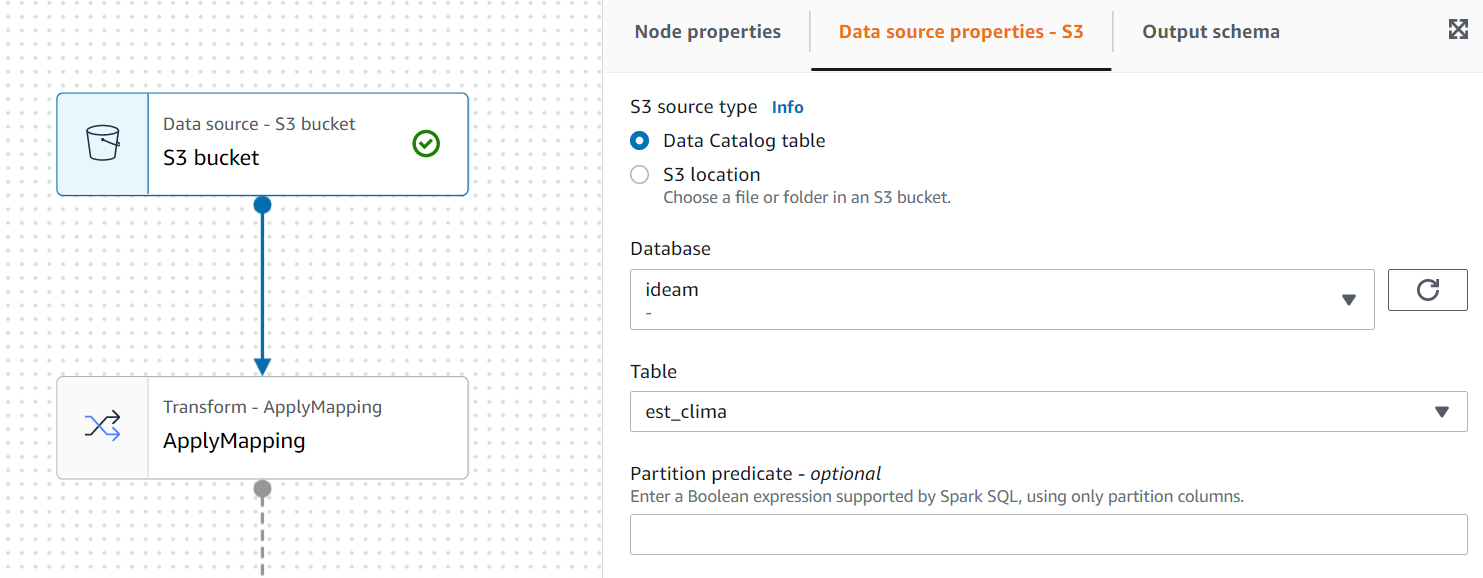 Data source - S3 bucket
S3 bucket
Transform - ApplyMapping
ApplyMapping
Node properties
Data source properties - S3
Output schema
S3 source type Info
Data Catalog table
S3 location
Choose a file or folder in an S3 bucket.
Database
ideam
-
Table
est_clima
Partition predicate - optional
Enter a Boolean expression supported by Spark SQL, using only partition columns.